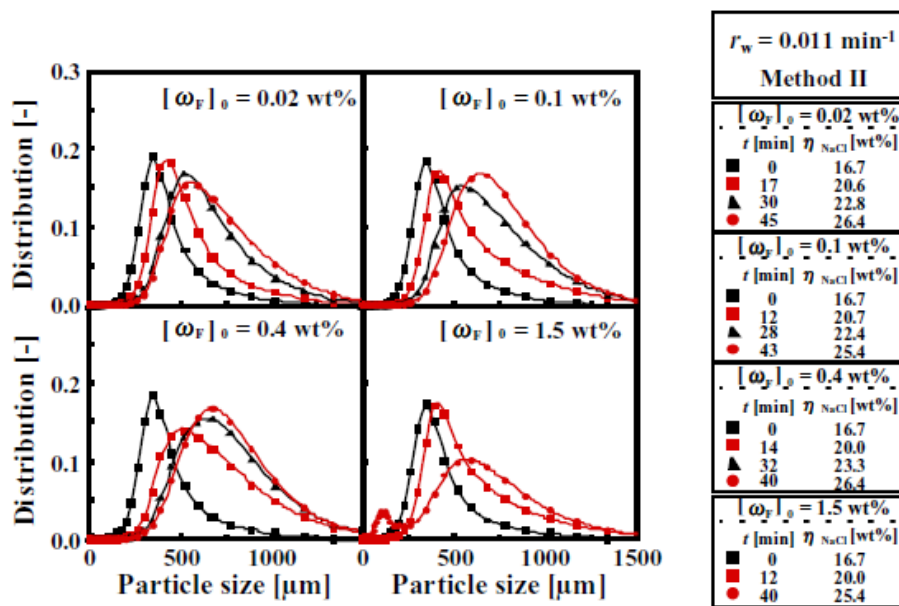 0.3
[ωF]0 = 0.02 wt%
[ωF]0 = 0.1 wt%
Distribution [-]
0.2
0.1
0.0
[ωF]0 = 0.4 wt%
[ωF]0 = 1.5 wt%
Distribution [-]
0.2
0.1
0.0
0 500 1000 0 500 1000 1500
Particle size [μm] Particle size [μm]
rw = 0.011 min-1
Method II
[ωF]0 = 0.02 wt%
t [min] η NaCl [wt%]
0 16.7
17 20.6
30 22.8
45 26.4
[ωF]0 = 0.1 wt%
t [min] η NaCl [wt%]
0 16.7
12 20.7
28 22.4
43 25.4
[ωF]0 = 0.4 wt%
t [min] η NaCl [wt%]
0 16.7
14 20.0
32 23.3
40 26.4
[ωF]0 = 1.5 wt%
t [min] η NaCl [wt%]
0 16.7
12 20.0
40 25.4